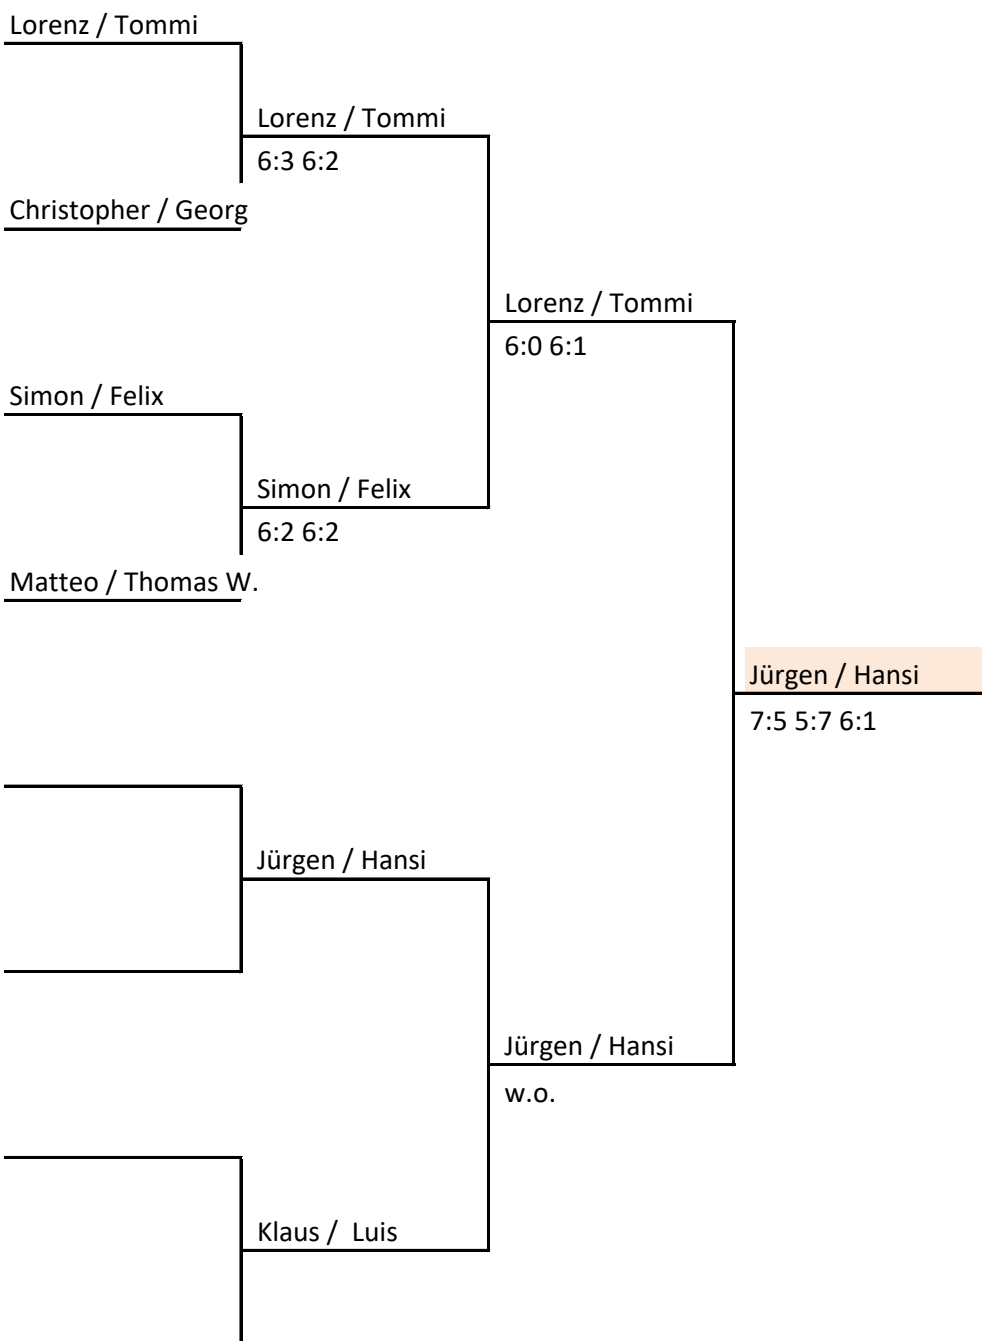 Lorenz / Tommi
Lorenz / Tommi
6:3 6:2
Christopher / Georg
Lorenz / Tommi
6:0 6:1
Simon / Felix
Simon / Felix
6:2 6:2
Matteo / Thomas W.
Jürgen / Hansi
7:5 5:7 6:1
Jürgen / Hansi
Jürgen / Hansi
w.o.
Klaus /  Luis